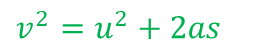 v² = u² + 2as